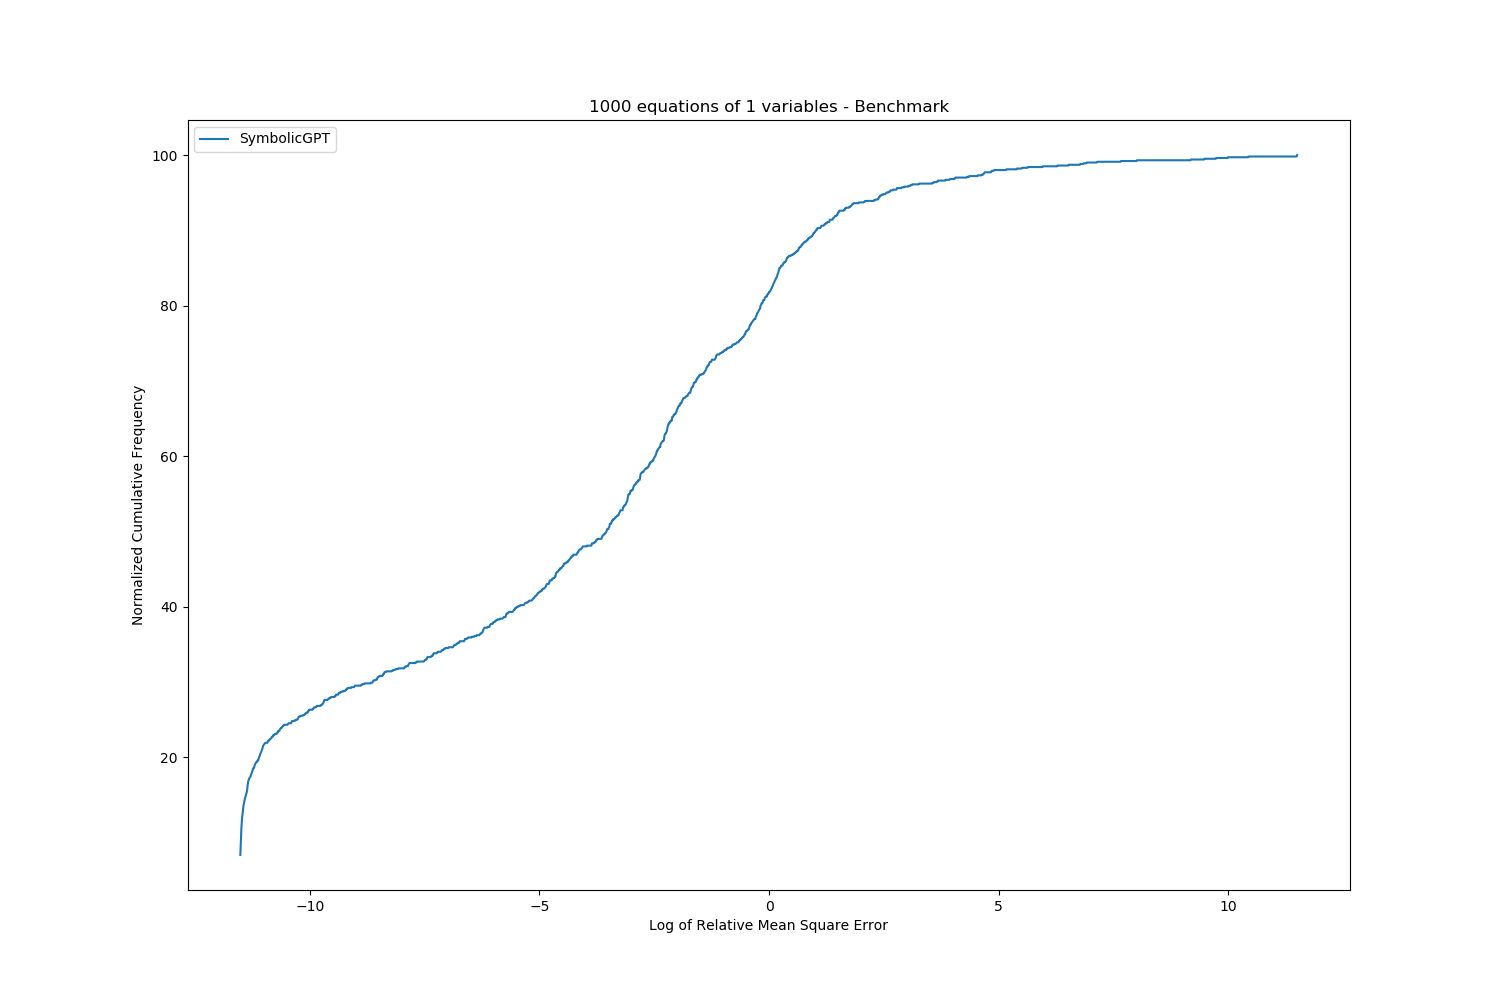 1000 equations of 1 variables - Benchmark
SymbolicGPT
100
80
60
40
20
Normalized Cumulative Frequency
−10
−5
0
5
10
Log of Relative Mean Square Error